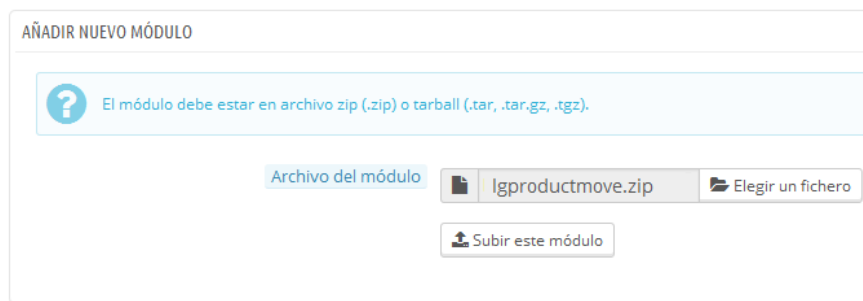 AÑADIR NUEVO MÓDULO
El módulo debe estar en archivo zip (.zip) o tarball (.tar, .tar.gz, .tgz).
Archivo del módulo lgproductmove.zip Elegir un fichero
Subir este módulo